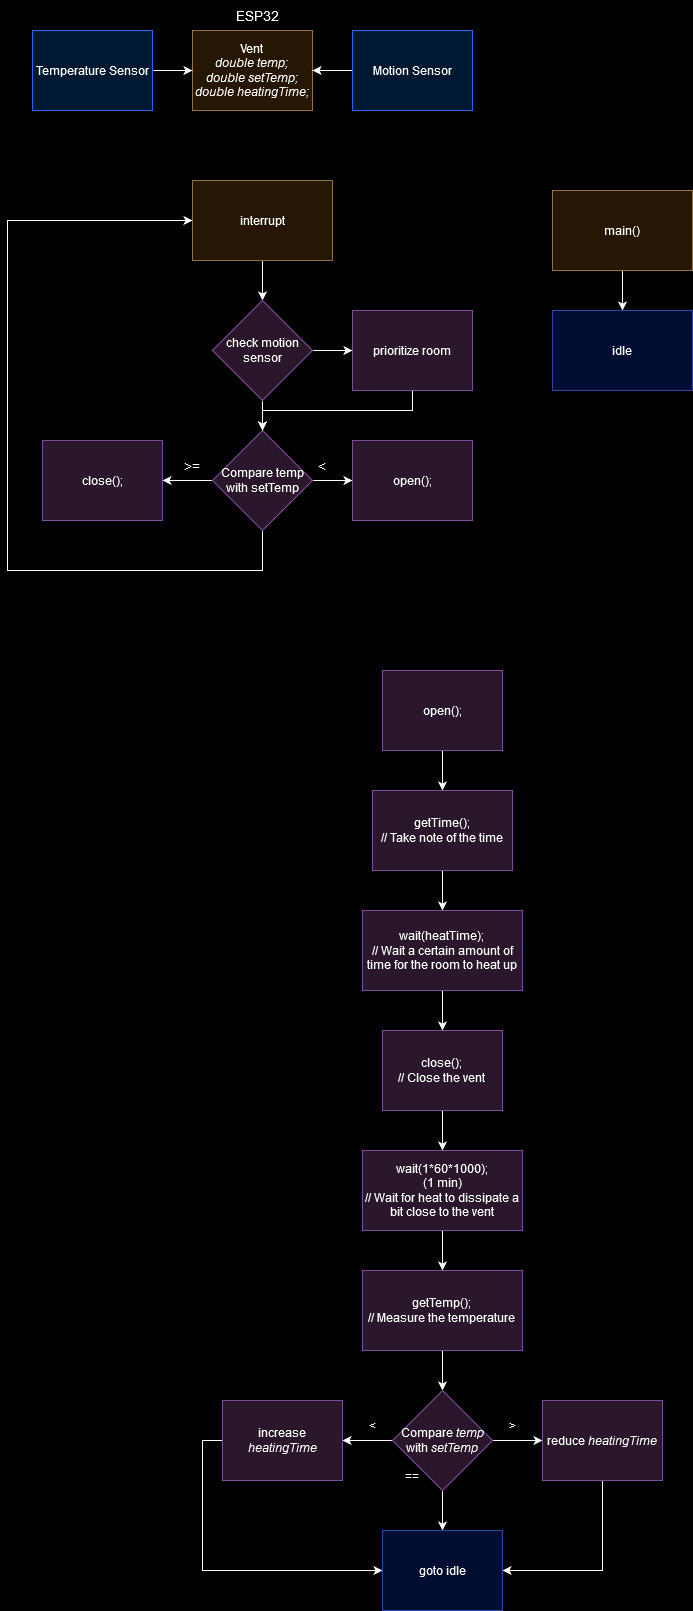 ESP32
Temperature Sensor
Vent
double temp;
double setTemp;
double heatingTime;
Motion Sensor
interrupt
main()
check motion
sensor
prioritize room
idle
close();
>=
Compare temp
with setTemp
<
open();
open();
getTime();
// Take note of the time
wait(heatTime);
// Wait a certain amount of
time for the room to heat up
close();
// Close the vent
wait(1*60*1000);
(1 min)
// Wait for heat to dissipate a
bit close to the vent
getTemp();
// Measure the temperature
increase
heatingTime
<
Compare temp
with setTemp
>
reduce heatingTime
==
goto idle